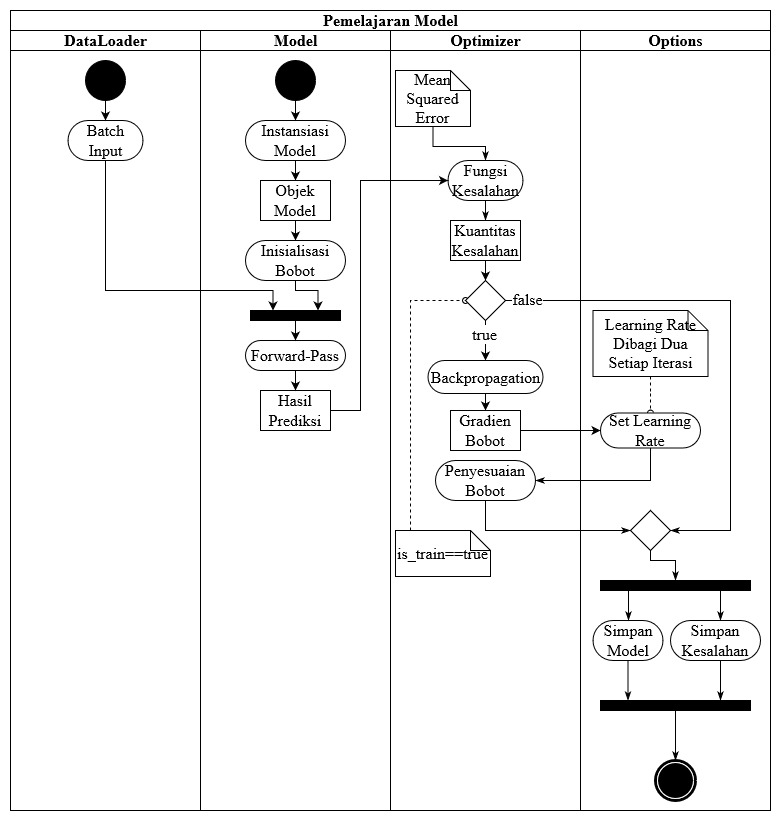 Pemelajaran Model
DataLoader
Model
Optimizer
Options
Batch
Input
Instansiasi
Model
Objek
Model
Inisialisasi
Bobot
Forward-Pass
Hasil
Prediksi
Mean
Squared
Error
Fungsi
Kesalahan
Kuantitas
Kesalahan
false
true
Backpropagation
Gradien
Bobot
Penyesuaian
Bobot
is_train==true
Learning Rate
Dibagi Dua
Setiap Iterasi
Set Learning
Rate
Simpan
Model
Simpan
Kesalahan